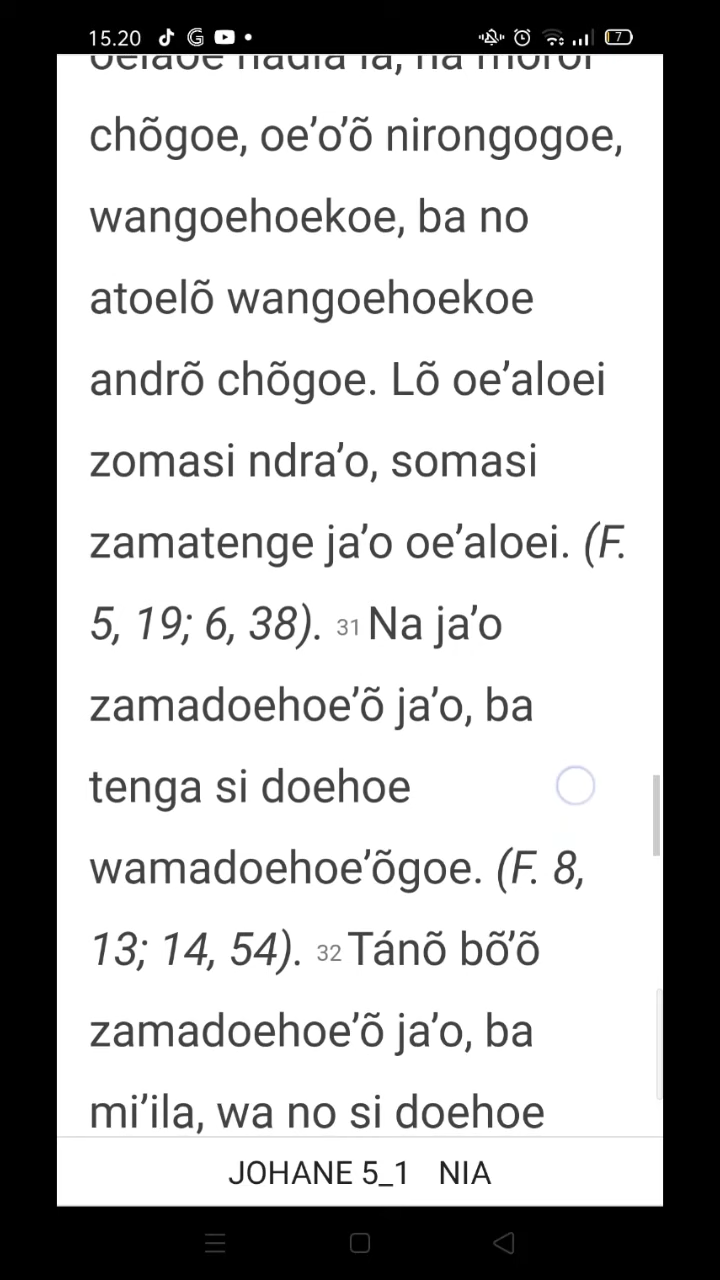 15.20
7
chõgoe, oe’o’õ nirongogoe,
wangoehoekoe, ba no
atoelõ wangoehoekoe
andrõ chõgoe. Lõ oe’aloei
zomasi ndra’o, somasi
zamatenge ja’o oe’aloei. (F.
5, 19; 6, 38). 31 Na ja’o
zamadoehoe’õ ja’o, ba
tenga si doehoe
wamadoehoe’õgoe. (F. 8,
13; 14, 54). 32 Tánõ bõ’õ
zamadoehoe’õ ja’o, ba
mi’ila, wa no si doehoe
JOHANE 5_1 NIA